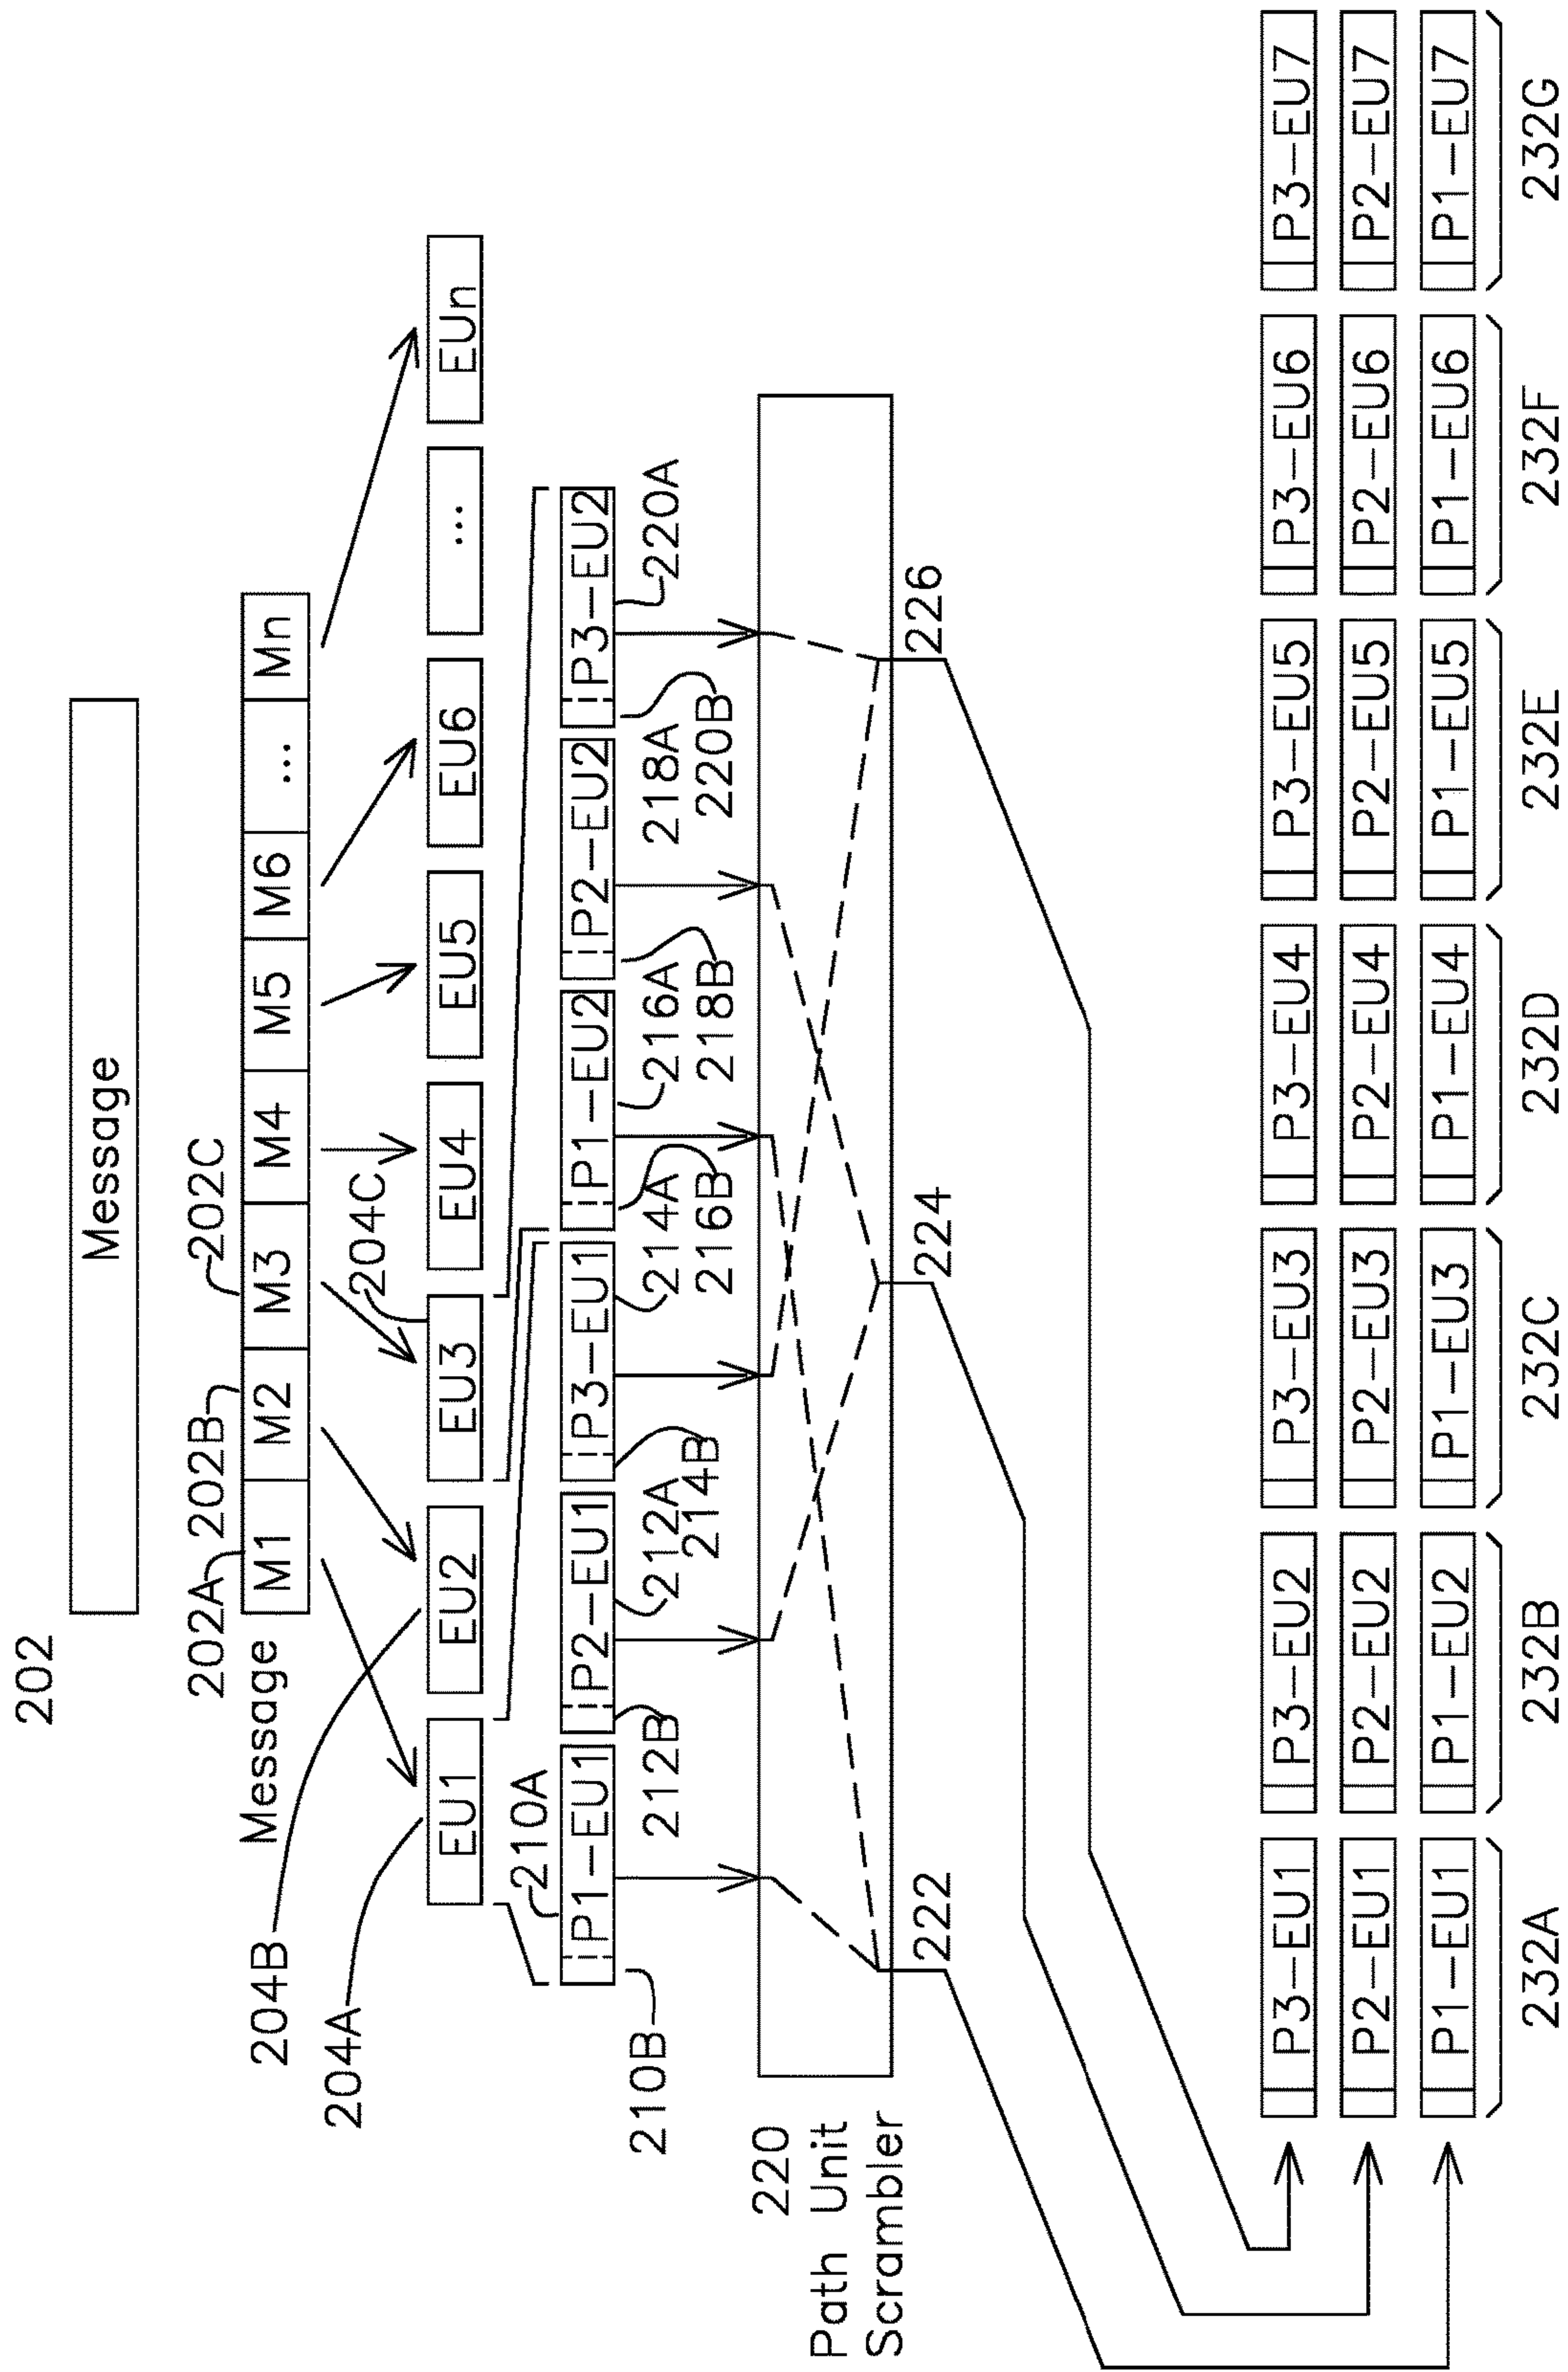 202
Message
202A
202B
202C
Message
M1 M2 M3 M4 M5 M6 ... Mn
204B
204A
204C
EU1 EU2 EU3 EU4 EU5 EU6 ... EUn
210A
P1-EU1 P2-EU1 P3-EU1 P1-EU2 P2-EU2 P3-EU2
210B 212B 212A 214B 214A 216B 216A 218B 218A 220B 220A
220
Path Unit
Scrambler
222 224 226
P3-EU1 P3-EU2 P3-EU3 P3-EU4 P3-EU5 P3-EU6 P3-EU7
P2-EU1 P2-EU2 P2-EU3 P2-EU4 P2-EU5 P2-EU6 P2-EU7
P1-EU1 P1-EU2 P1-EU3 P1-EU4 P1-EU5 P1-EU6 P1-EU7
232A 232B 232C 232D 232E 232F 232G